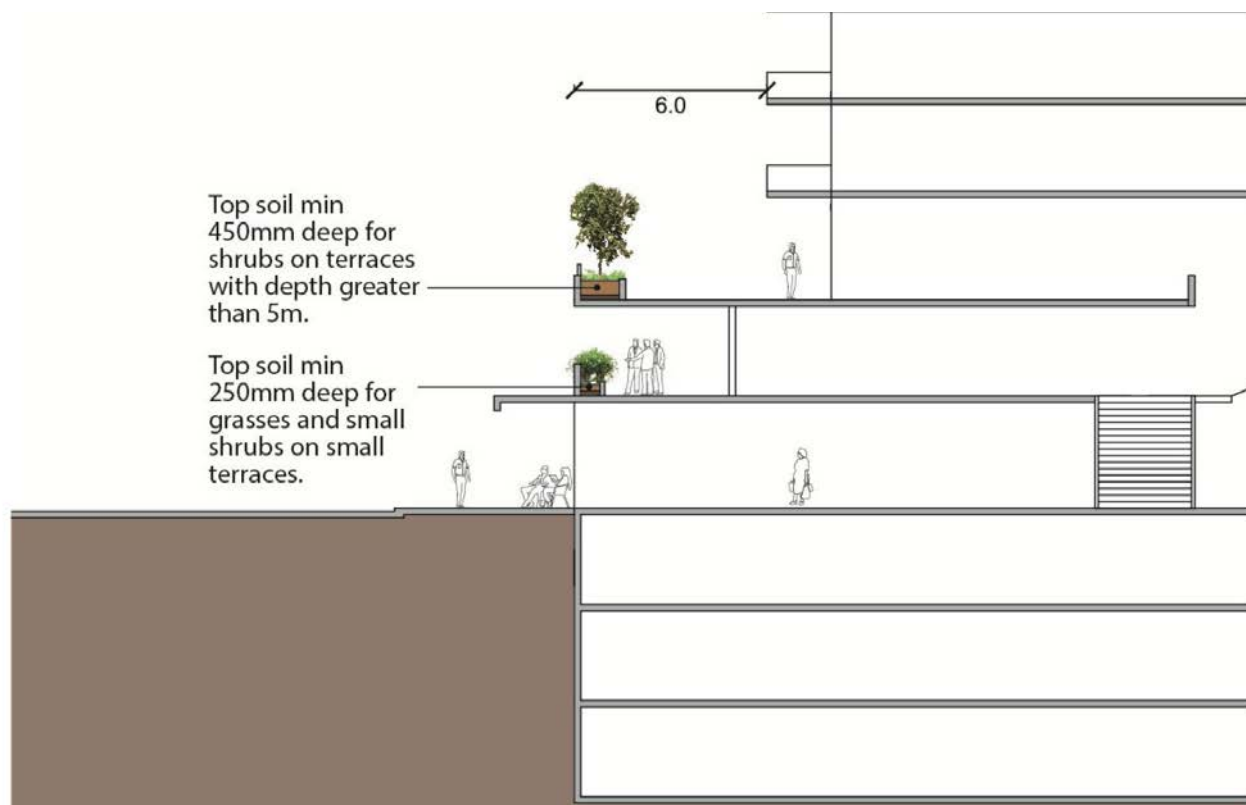 6.0
Top soil min
450mm deep for
shrubs on terraces
with depth greater
than 5m.
Top soil min
250mm deep for
grasses and small
shrubs on small
terraces.